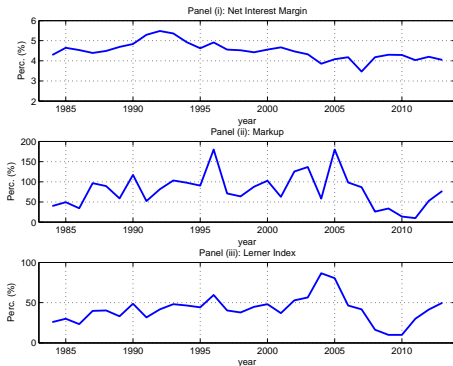 Panel (i): Net Interest Margin
6
5
4
3
2
Perc. (%)
1985 1990 1995 2000 2005 2010
year
Panel (ii): Markup
200
150
100
50
0
Perc. (%)
1985 1990 1995 2000 2005 2010
year
Panel (iii): Lerner Index
100
50
0
Perc. (%)
1985 1990 1995 2000 2005 2010
year